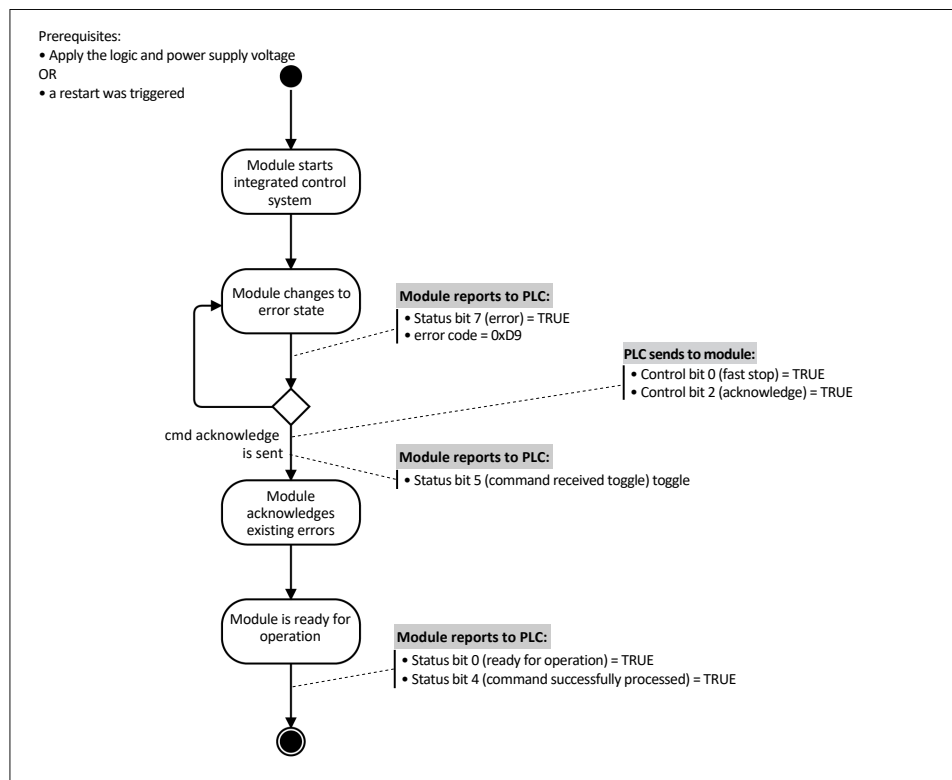 Prerequisites:
• Apply the logic and power supply voltage
OR
• a restart was triggered
Module starts
integrated control
system
Module changes to
error state
Module reports to PLC:
• Status bit 7 (error) = TRUE
• error code = 0xD9
PLC sends to module:
• Control bit 0 (fast stop) = TRUE
• Control bit 2 (acknowledge) = TRUE
cmd acknowledge
is sent
Module reports to PLC:
• Status bit 5 (command received toggle) toggle
Module
acknowledges
existing errors
Module is ready for
operation
Module reports to PLC:
• Status bit 0 (ready for operation) = TRUE
• Status bit 4 (command successfully processed) = TRUE